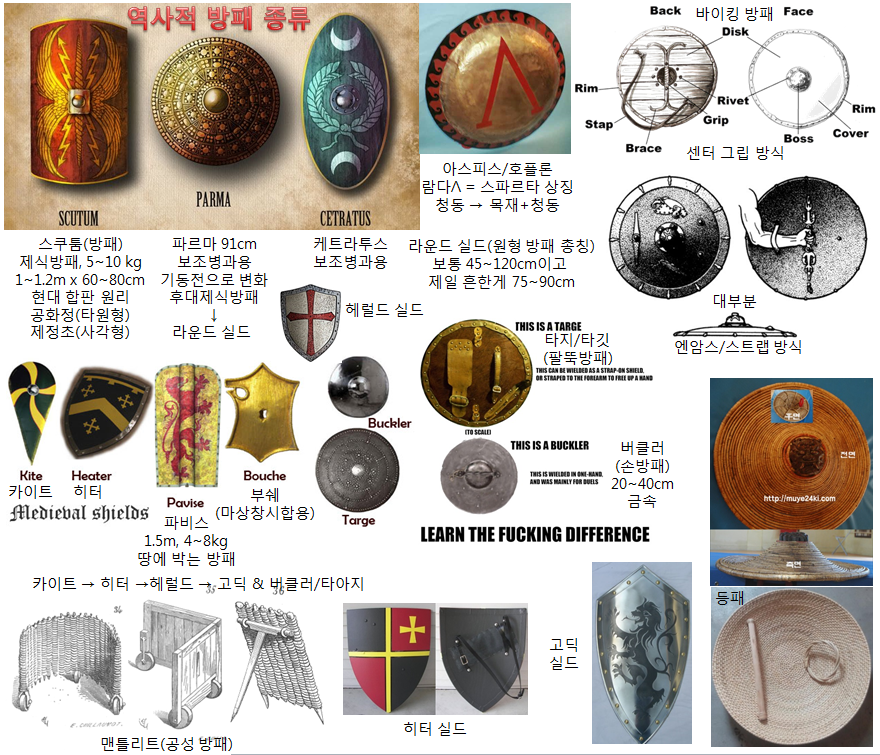 역사적 방패 종류
SCUTUM
PARMA
CETRATUS
스쿠툼(방패)
제식방패, 5~10 kg
1~1.2m x 60~80cm
현대 합판 원리
공화정(타원형)
제정초(사각형)
파르마 91cm
보조병과용
기동전으로 변화
후대제식방패
↓
라운드 실드
케트라투스
보조병과용
아스피스/호플론
람다Λ = 스파르타 상징
청동 → 목재+청동
라운드 실드(원형 방패 총칭)
보통 45~120cm이고
제일 흔한게 75~90cm
바이킹 방패
Back
Face
Disk
Rim
Stap
Brace
Rivet
Grip
Boss
Rim
Cover
센터 그립 방식
대부분
엔암스/스트랩 방식
헤럴드 실드
Kite
카이트
Heater
히터
Medieval shields
Pavise
파비스
1.5m, 4~8kg
땅에 박는 방패
Bouche
부쉐
(마상창시합용)
Buckler
Targe
THIS IS A TARGE
타지/타깃
(팔뚝방패)
THIS CAN BE WIELDED AS A STRAP-ON SHIELD,
OR STRAPED TO THE FOREARM TO FREE UP A HAND
(TO SCALE)
THIS IS A BUCKLER
THIS IS WIELDED IN ONE-HAND,
AND WAS MAINLY FOR DUELS
버클러
(손방패)
20~40cm
금속
LEARN THE FUCKING DIFFERENCE
전면
http://muye24ki.com
측면
등패
카이트 → 히터 →헤럴드 → 고딕 & 버클러/타아지
34
35
36
맨틀리트(공성 방패)
히터 실드
고딕
실드